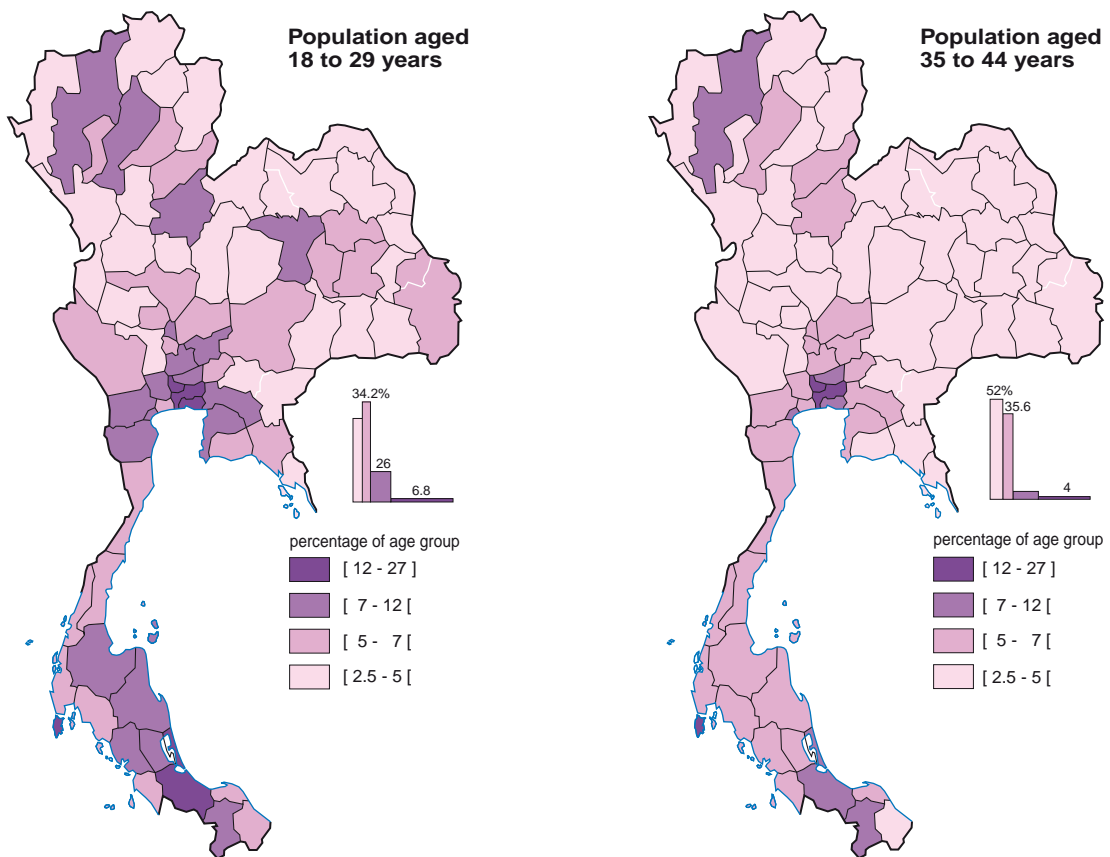 Population aged
18 to 29 years
34.2%
26
6.8
percentage of age group
[ 12 - 27 ]
[ 7 - 12 [
[ 5 - 7 [
[ 2.5 - 5 [
Population aged
35 to 44 years
52%
35.6
4
percentage of age group
[ 12 - 27 ]
[ 7 - 12 [
[ 5 - 7 [
[ 2.5 - 5 [